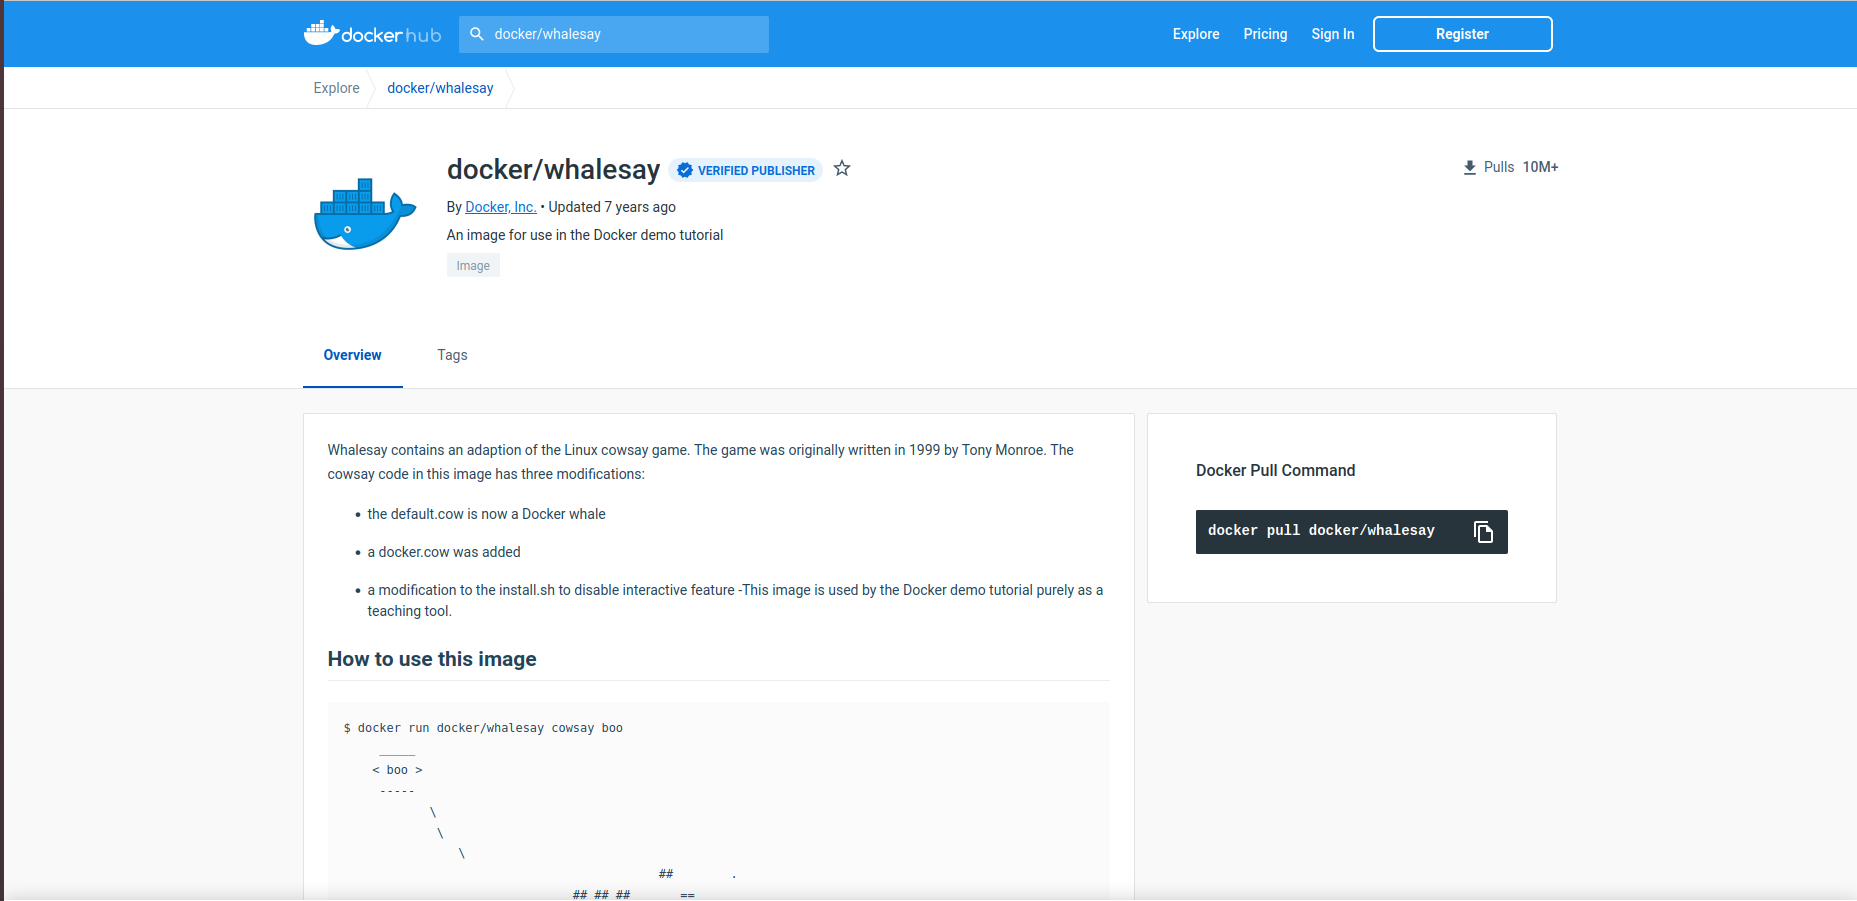 docker hub
docker/whalesay
Explore
Pricing
Sign In
Register
Explore
docker/whalesay
docker/whalesay
VERIFIED PUBLISHER
Pulls 10M+
By Docker, Inc. • Updated 7 years ago
An image for use in the Docker demo tutorial
Image
Overview
Tags
Whalesay contains an adaption of the Linux cowsay game. The game was originally written in 1999 by Tony Monroe. The
cowsay code in this image has three modifications:
• the default.cow is now a Docker whale
• a docker.cow was added
• a modification to the install.sh to disable interactive feature -This image is used by the Docker demo tutorial purely as a
teaching tool.
How to use this image
$ docker run docker/whalesay cowsay boo
_____
< boo >
-----
\
\
\
## .
## ## ## ==
Docker Pull Command
docker pull docker/whalesay